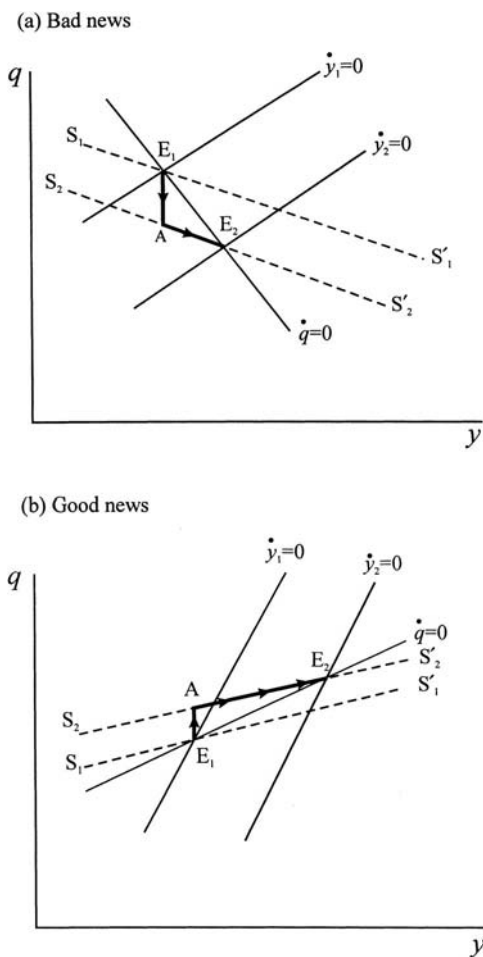 (a) Bad news
q
ẏ₁=0
S₁
E₁
ẏ₂=0
S₂
A
E₂
S′₁
S′₂
q̇=0
y
(b) Good news
ẏ₁=0
ẏ₂=0
q
q̇=0
E₂
S′₂
A
S′₁
S₂
S₁
E₁
y